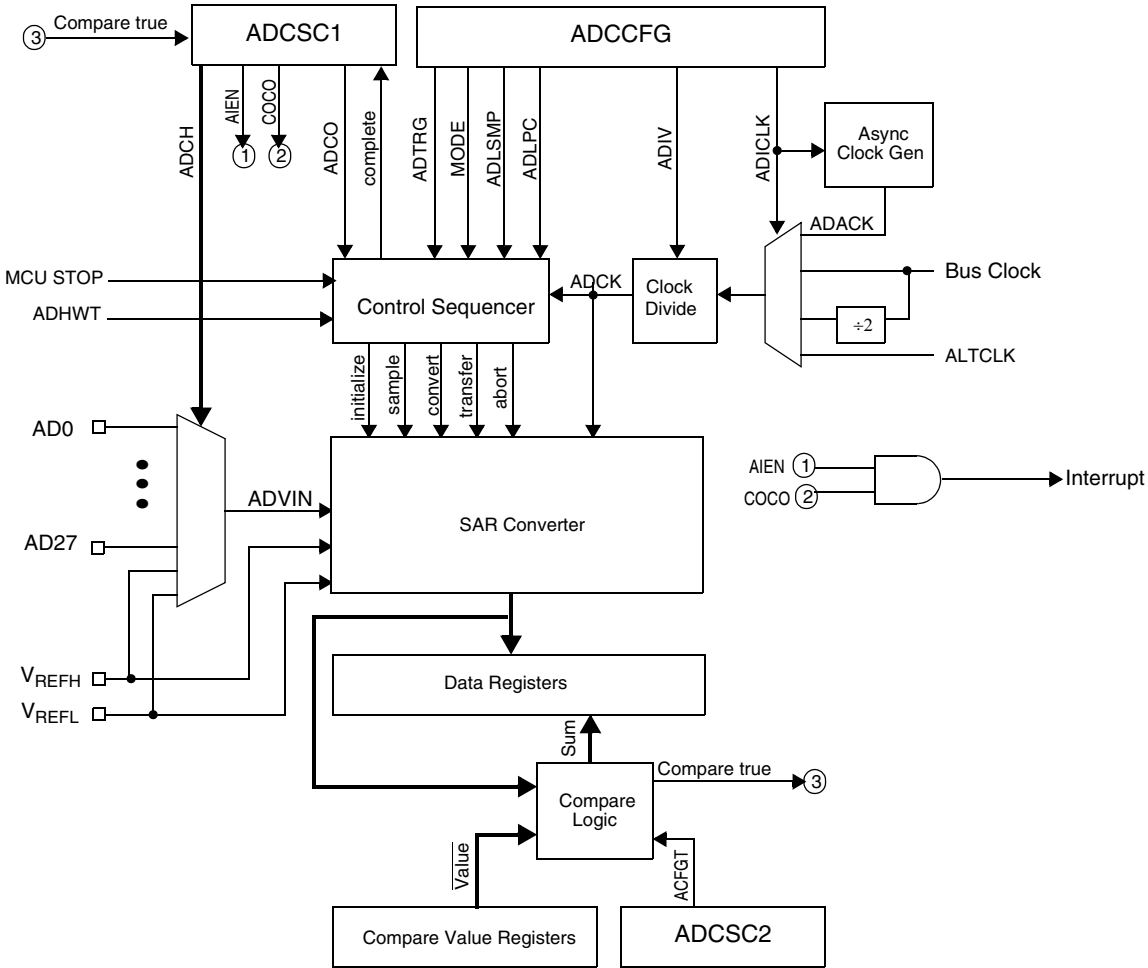 3 Compare true
ADCSC1
ADCCFG
ADCH
AIEN
COCO
ADCO
complete
ADTRG
MODE
ADLSMP
ADLPC
ADIV
ADICLK
Async
Clock Gen
1
2
ADACK
MCU STOP
ADHWT
Control Sequencer
ADCK
Clock
Divide
Bus Clock
÷2
ALTCLK
initialize
sample
convert
transfer
abort
AD0
AD27
ADVIN
SAR Converter
AIEN 1
COCO 2
Interrupt
VREFH
VREFL
Data Registers
Sum
Compare true
3
Compare
Logic
Value
ACFGT
Compare Value Registers
ADCSC2